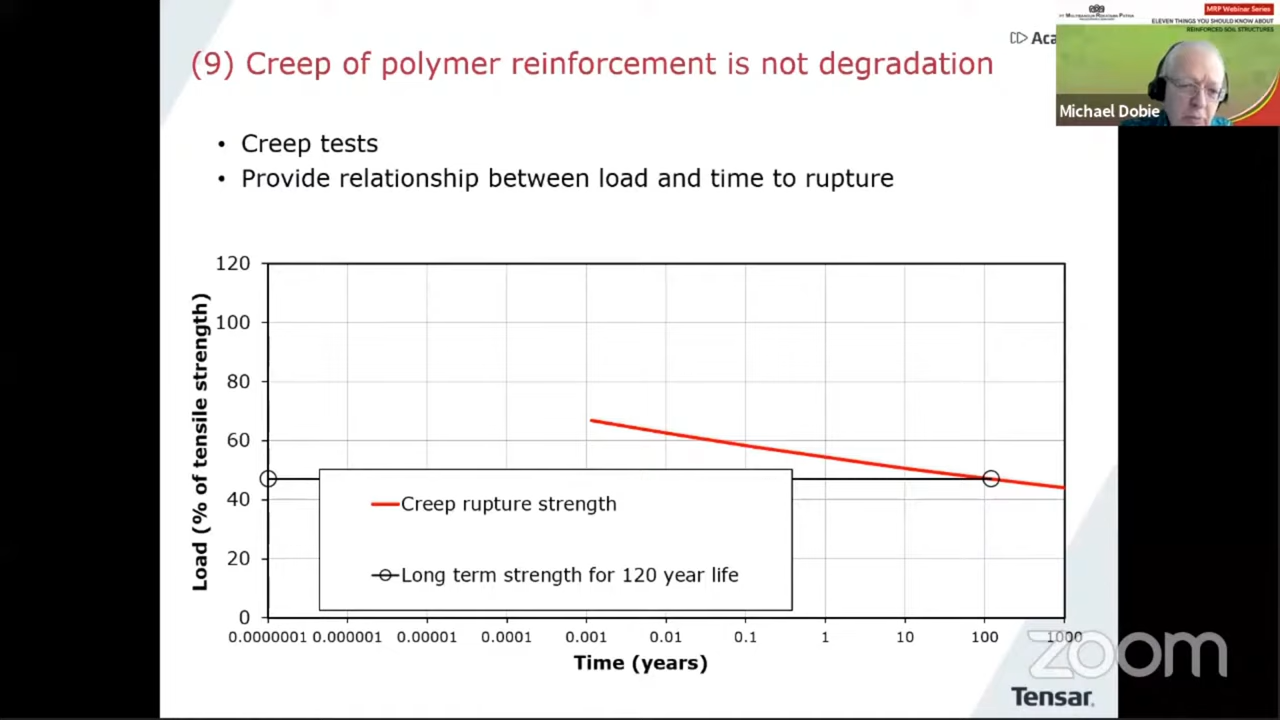 (9) Creep of polymer reinforcement is not degradation
Aca
MRP Webinar Series
ELEVEN THINGS YOU SHOULD KNOW ABOUT
REINFORCED SOIL STRUCTURES
Michael Dobie
• Creep tests
• Provide relationship between load and time to rupture
Load (% of tensile strength)
120
100
80
60
40
20
0
Creep rupture strength
Long term strength for 120 year life
0.0000001 0.000001 0.00001 0.0001 0.001 0.01 0.1 1 10 100 1000
Time (years)
zoom
Tensar